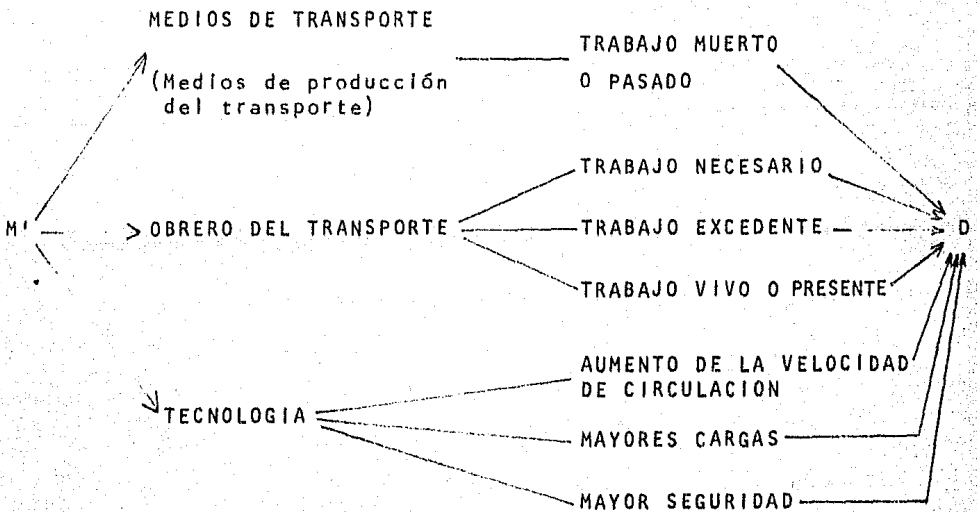 MEDIOS DE TRANSPORTE
(Medios de producción
del transporte)
TRABAJO MUERTO
O PASADO
M'
OBRERO DEL TRANSPORTE
TRABAJO NECESARIO
TRABAJO EXCEDENTE
TRABAJO VIVO O PRESENTE
D
TECNOLOGIA
AUMENTO DE LA VELOCIDAD
DE CIRCULACION
MAYORES CARGAS
MAYOR SEGURIDAD